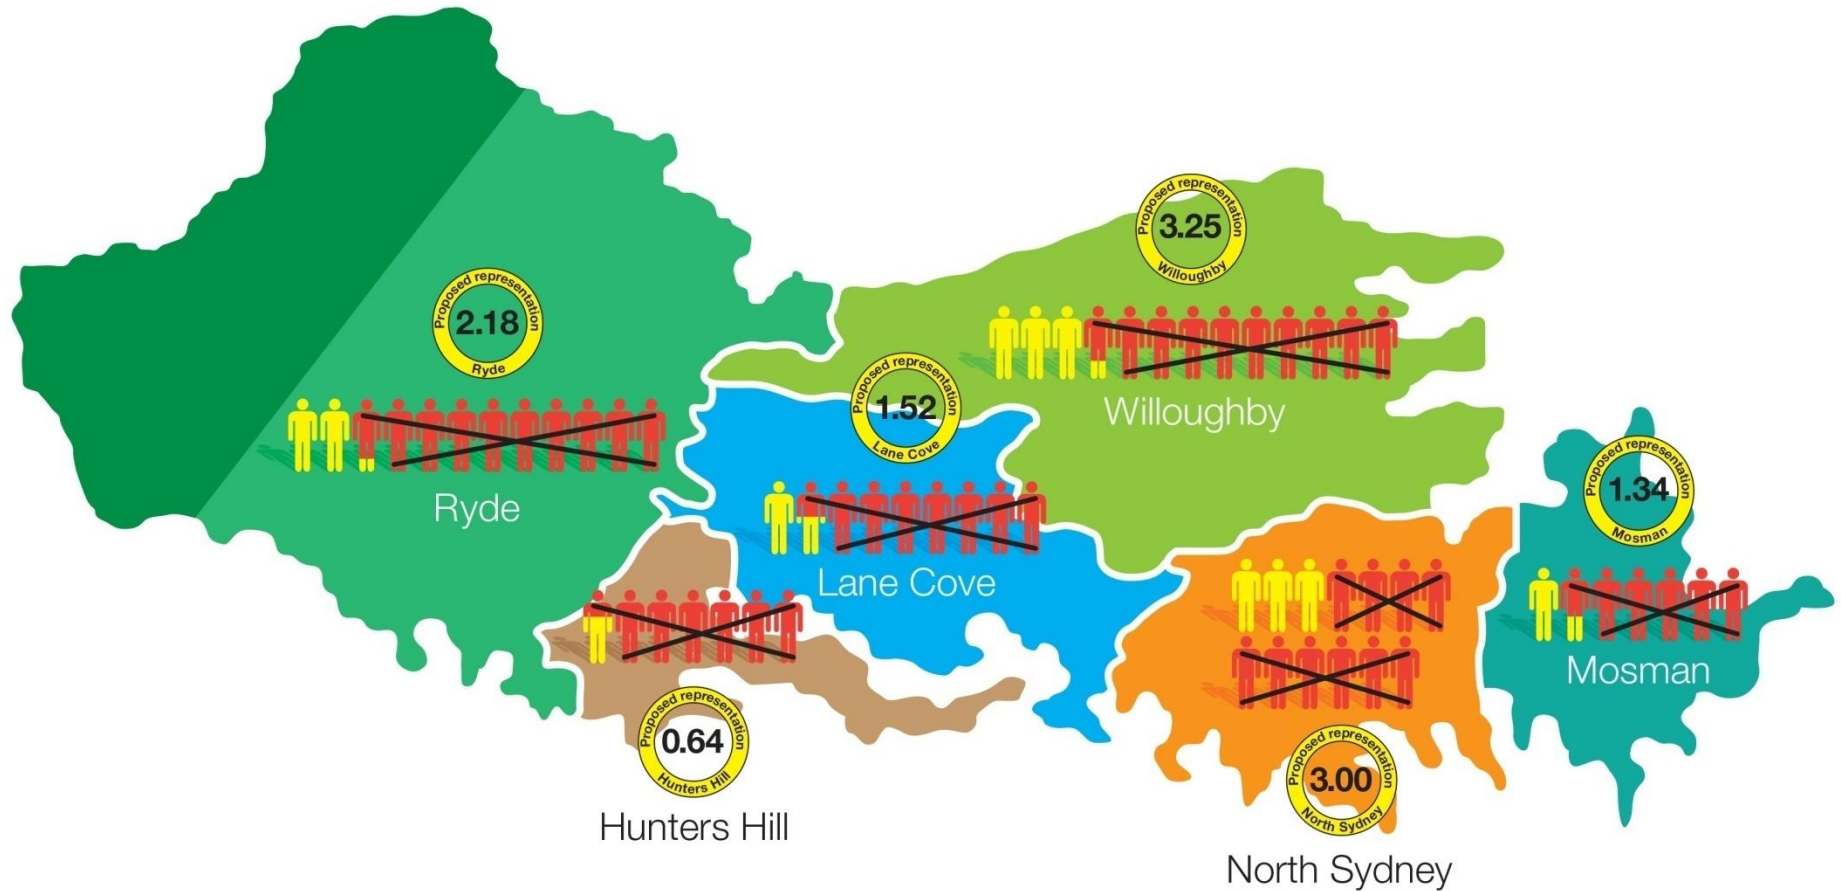 Proposed representation
3.25
Willoughby
Willoughby
Proposed representation
2.18
Ryde
Ryde
Proposed representation
1.52
Lane Cove
Lane Cove
Proposed representation
1.34
Mosman
Mosman
Proposed representation
0.64
Hunters Hill
Hunters Hill
Proposed representation
3.00
North Sydney
North Sydney